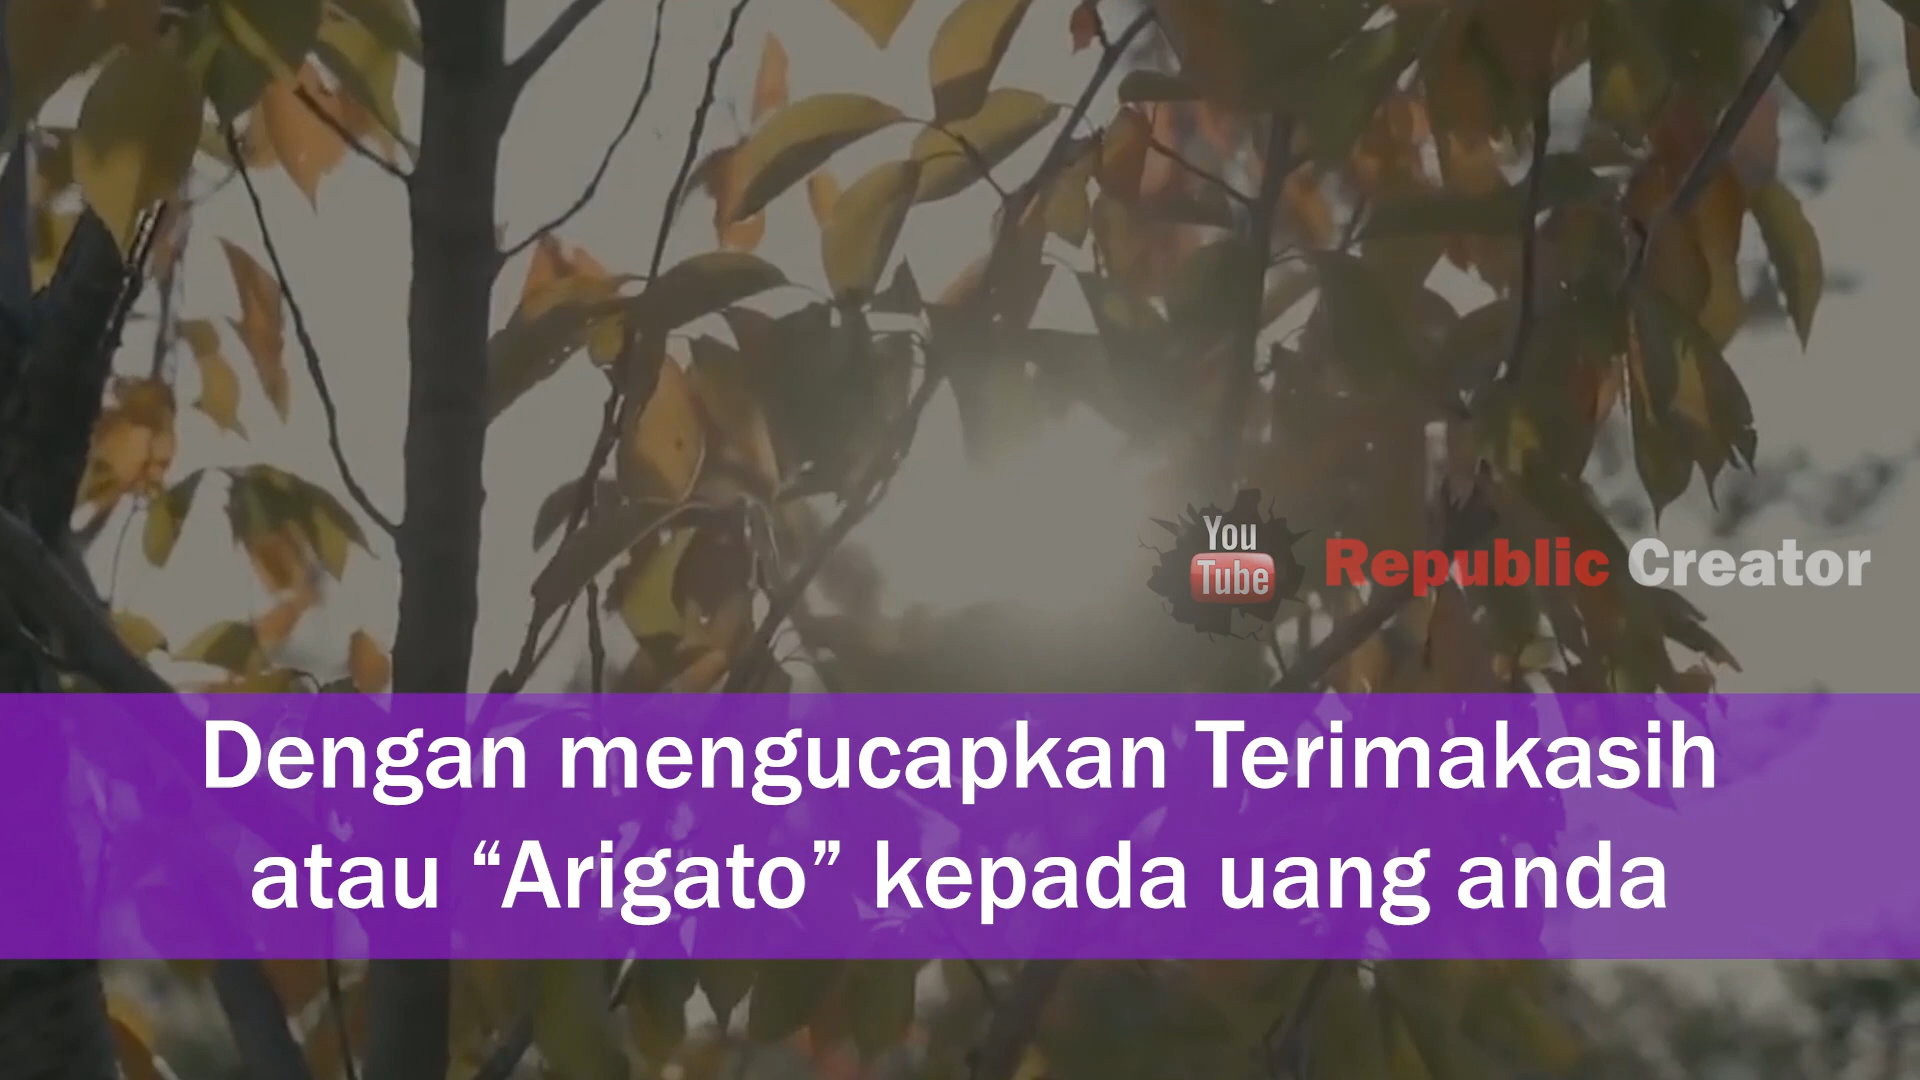 You
Tube
Republic Creator
Dengan mengucapkan Terimakasih
atau “Arigato” kepada uang anda